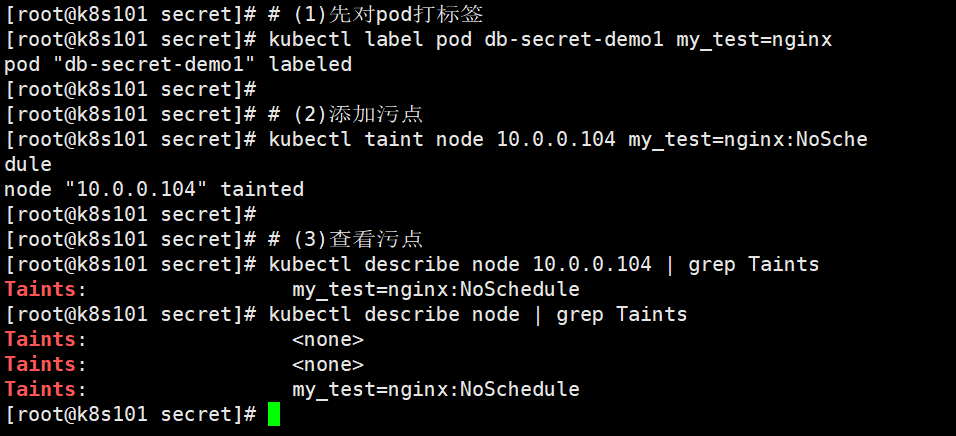 [root@k8s101 secret]# # (1)先对pod打标签
[root@k8s101 secret]# kubectl label pod db-secret-demo1 my_test=nginx
pod "db-secret-demo1" labeled
[root@k8s101 secret]#
[root@k8s101 secret]# # (2)添加污点
[root@k8s101 secret]# kubectl taint node 10.0.0.104 my_test=nginx:NoSche
dule
node "10.0.0.104" tainted
[root@k8s101 secret]#
[root@k8s101 secret]# # (3)查看污点
[root@k8s101 secret]# kubectl describe node 10.0.0.104 | grep Taints
Taints:                 my_test=nginx:NoSchedule
[root@k8s101 secret]# kubectl describe node | grep Taints
Taints:                 <none>
Taints:                 <none>
Taints:                 my_test=nginx:NoSchedule
[root@k8s101 secret]#